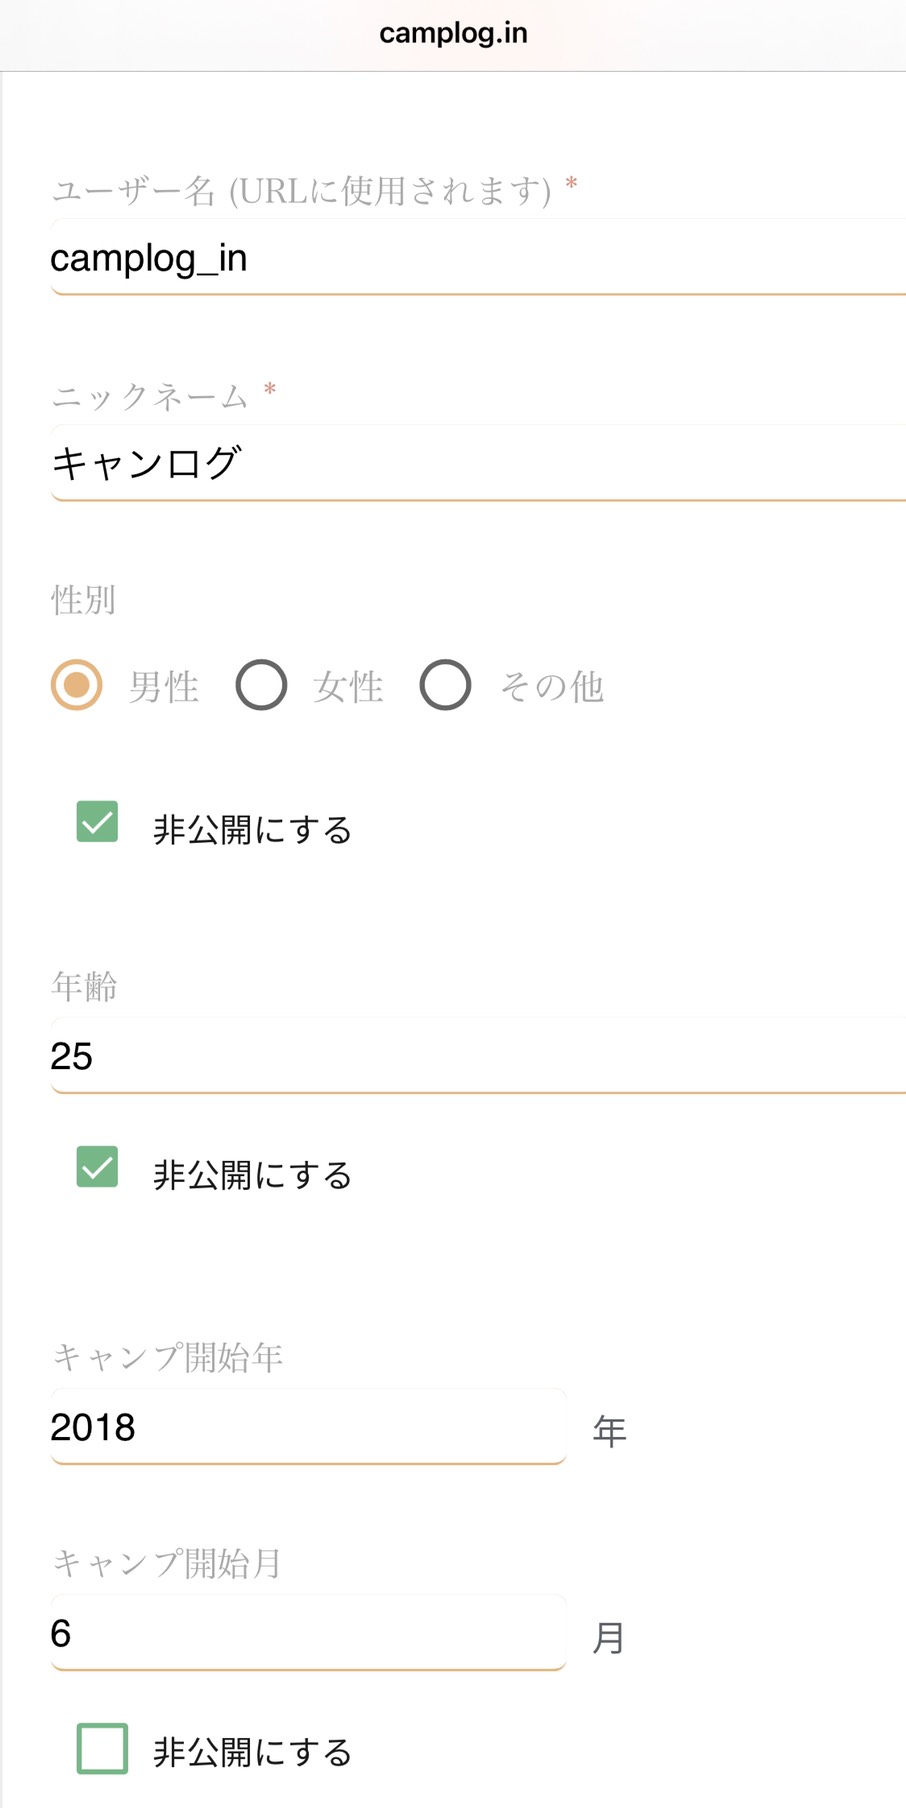 camplog.in
ユーザー名 (URLに使用されます) *
camplog_in
ニックネーム *
キャンログ
性別
男性 女性 その他
非公開にする
年齢
25
非公開にする
キャンプ開始年
2018 年
キャンプ開始月
6 月
非公開にする